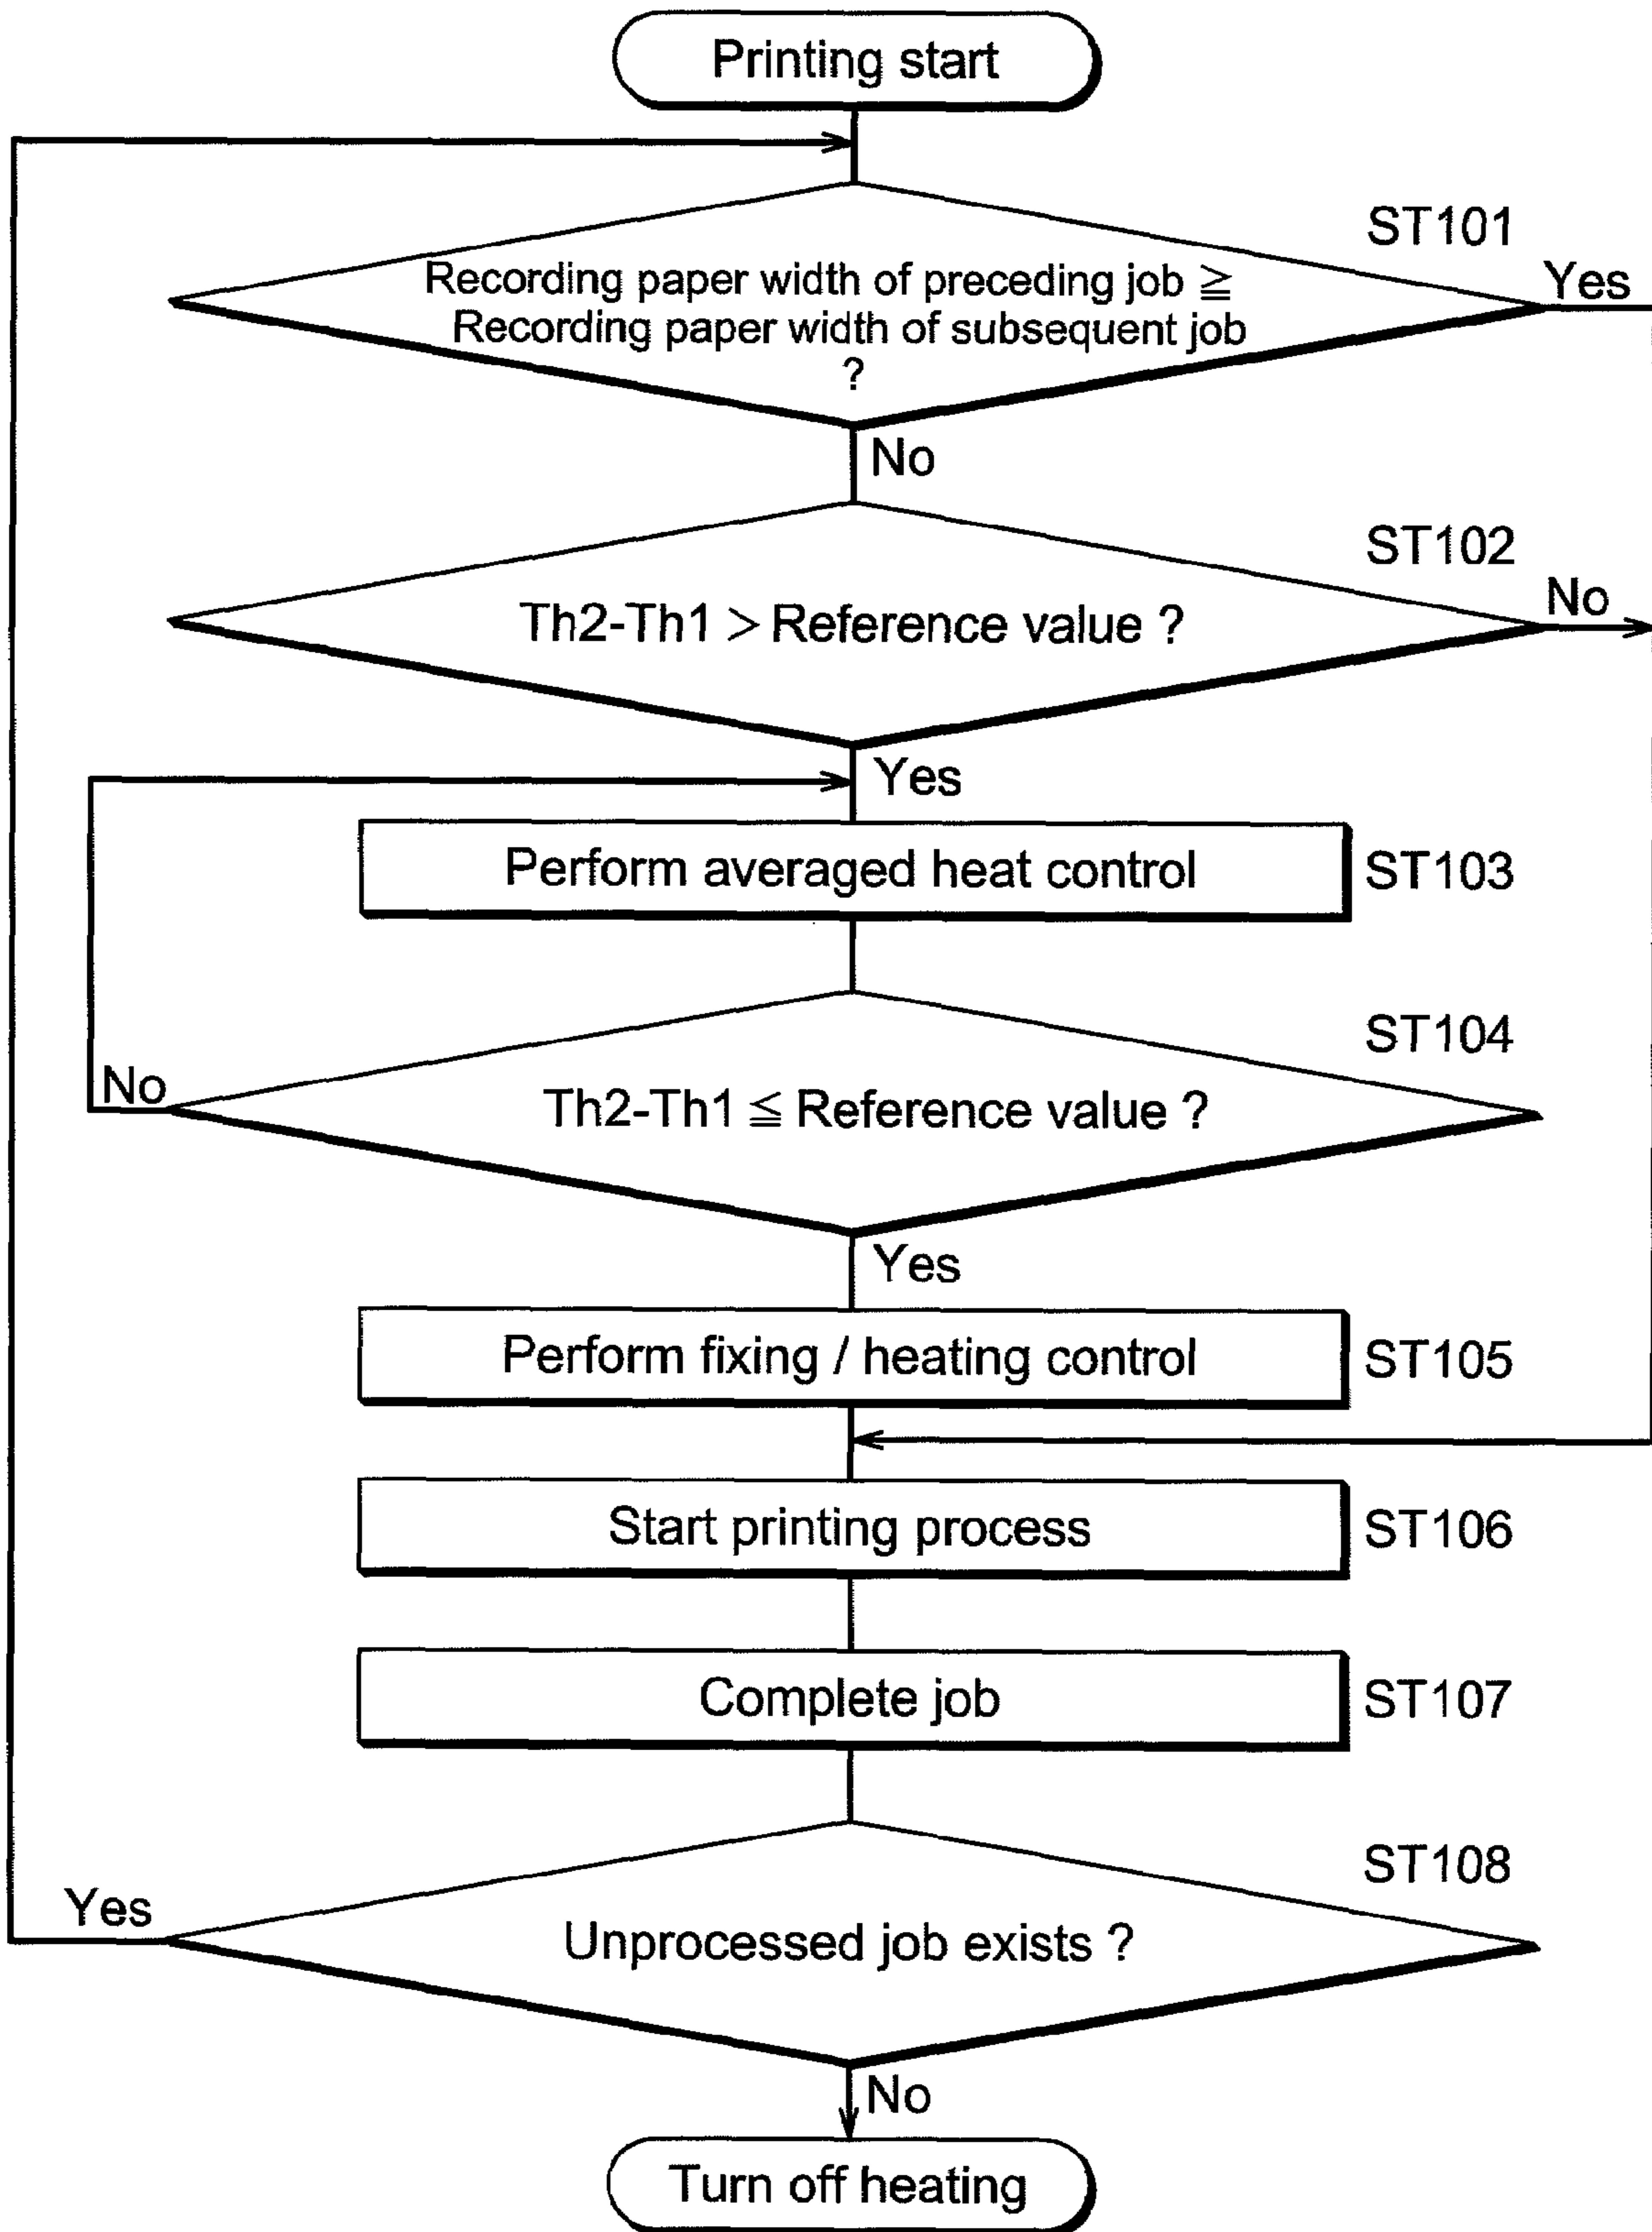 Printing start
ST101
Recording paper width of preceding job ≧
Yes
Recording paper width of subsequent job
?
No
ST102
No
Th2-Th1 > Reference value ?
Yes
Perform averaged heat control
ST103
ST104
No
Th2-Th1 ≦ Reference value ?
Yes
Perform fixing / heating control
ST105
Start printing process
ST106
Complete job
ST107
ST108
Yes
Unprocessed job exists ?
No
Turn off heating